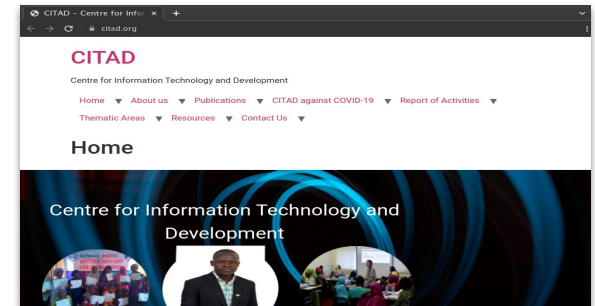 CITAD – Centre for Infor
citad.org
CITAD
Centre for Information Technology and Development
Home ▼ About us ▼ Publications ▼ CITAD against COVID-19 ▼ Report of Activities ▼
Thematic Areas ▼ Resources ▼ Contact Us ▼
Home
Centre for Information Technology and
Development